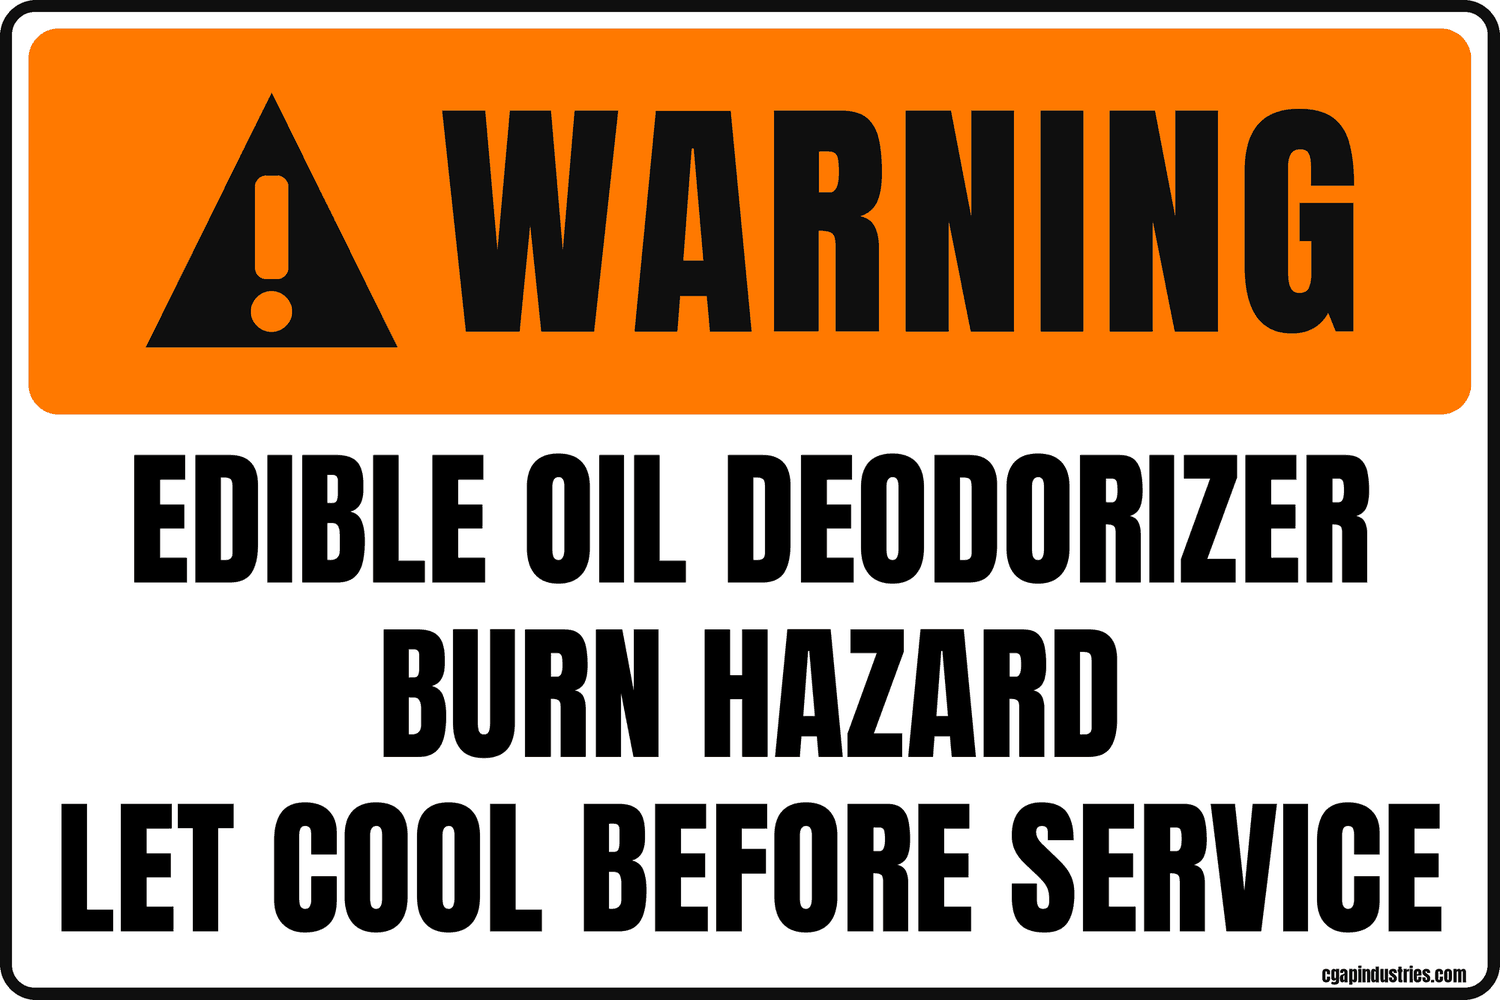 WARNING
EDIBLE OIL DEODORIZER
BURN HAZARD
LET COOL BEFORE SERVICE
cgapindustries.com